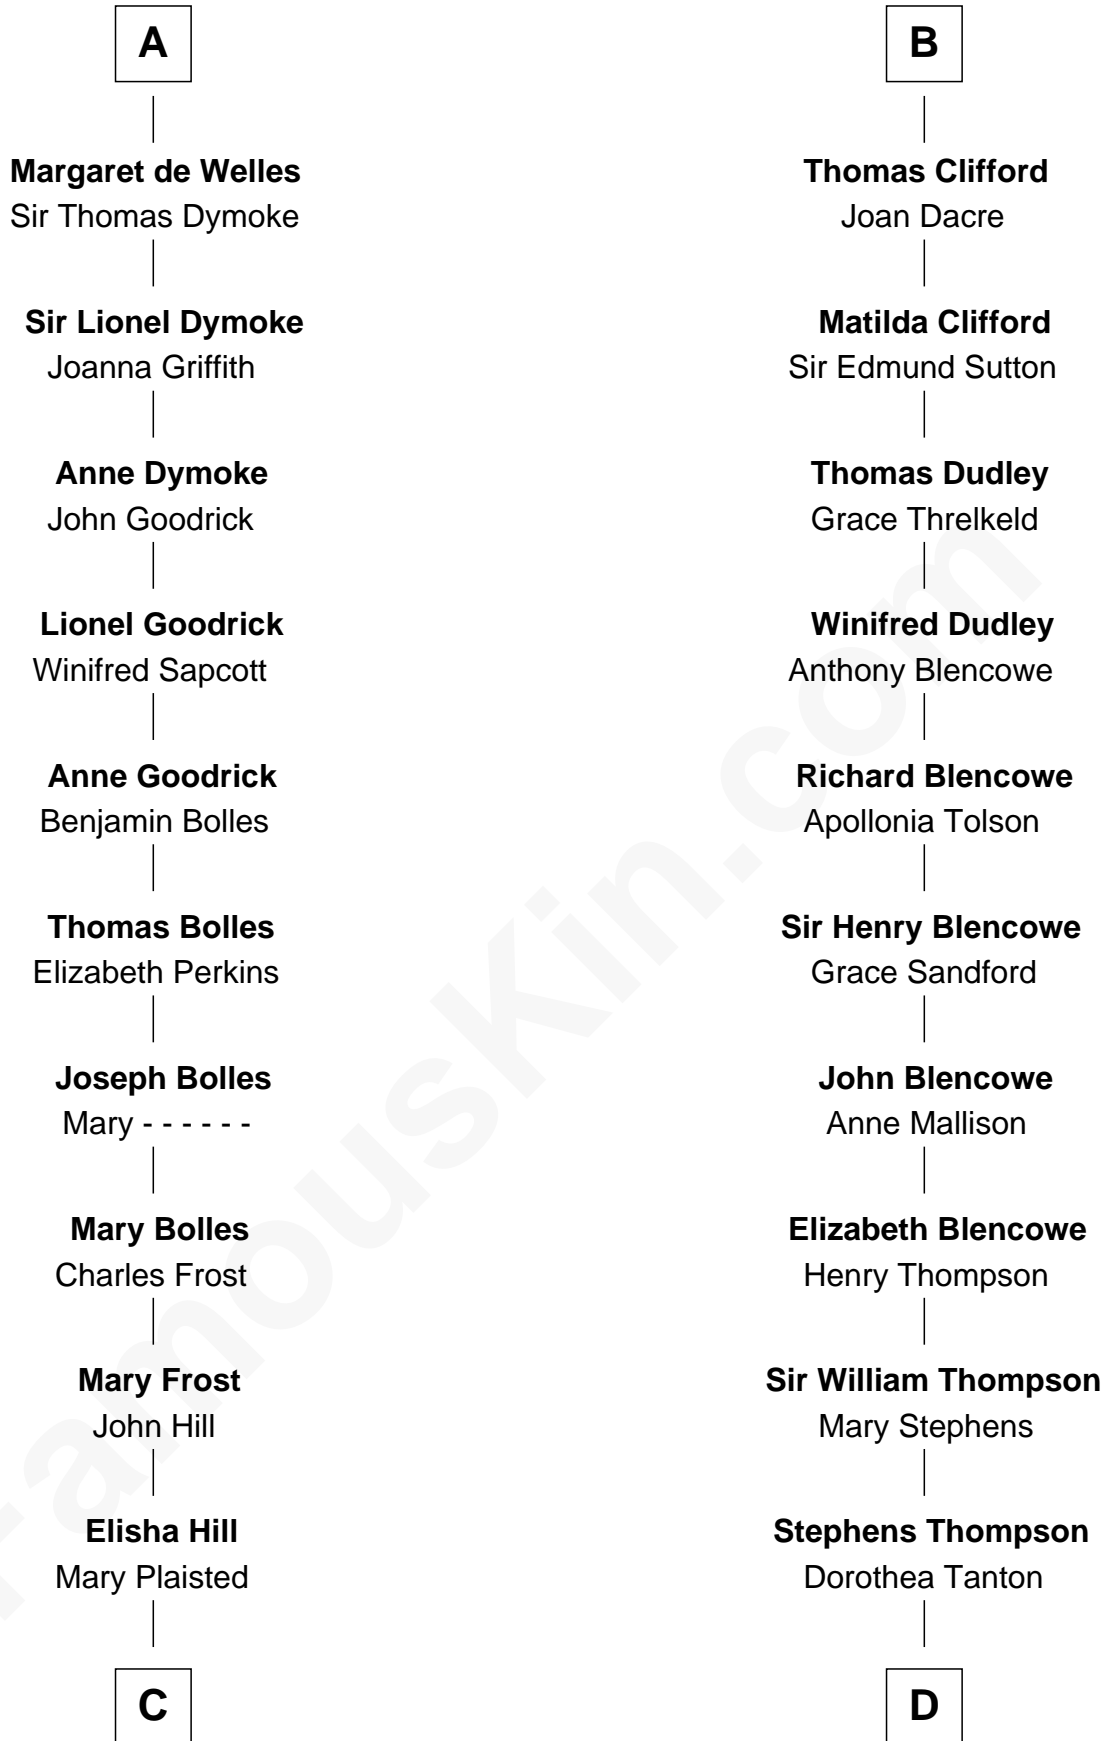 A
Margaret de Welles
Sir Thomas Dymoke
Sir Lionel Dymoke
Joanna Griffith
Anne Dymoke
John Goodrick
Lionel Goodrick
Winifred Sapcott
Anne Goodrick
Benjamin Bolles
Thomas Bolles
Elizabeth Perkins
Joseph Bolles
Mary - - - - - -
Mary Bolles
Charles Frost
Mary Frost
John Hill
Elisha Hill
Mary Plaisted
C
B
Thomas Clifford
Joan Dacre
Matilda Clifford
Sir Edmund Sutton
Thomas Dudley
Grace Threlkeld
Winifred Dudley
Anthony Blencowe
Richard Blencowe
Apollonia Tolson
Sir Henry Blencowe
Grace Sandford
John Blencowe
Anne Mallison
Elizabeth Blencowe
Henry Thompson
Sir William Thompson
Mary Stephens
Stephens Thompson
Dorothea Tanton
D
FamousKin.com